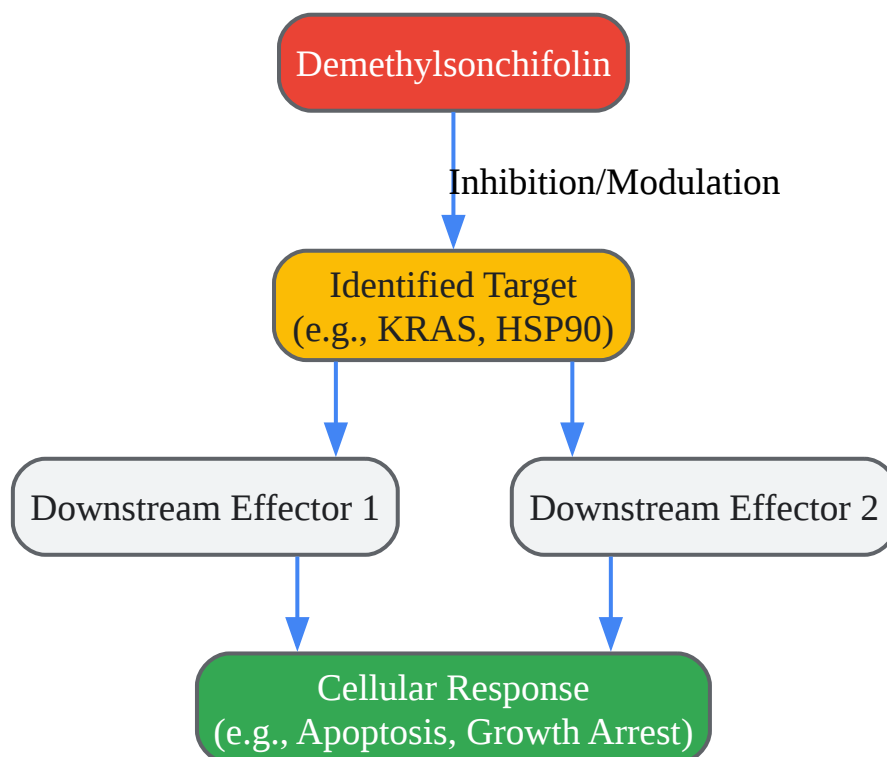 Demethylsonchifolin
Inhibition/Modulation
Identified Target
(e.g., KRAS, HSP90)
Downstream Effector 1
Downstream Effector 2
Cellular Response
(e.g., Apoptosis, Growth Arrest)